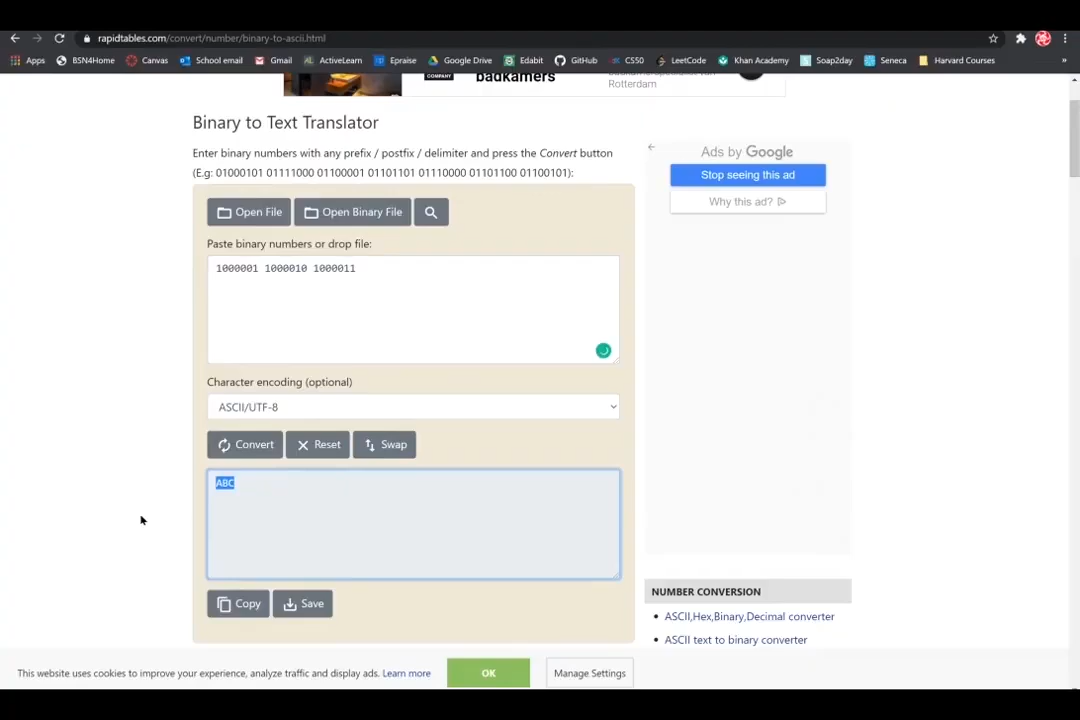 rapidtables.com/convert/number/binary-to-ascii.html
Apps BSN4Home Canvas School email Gmail ActiveLearn Epraise Google Drive Edabit GitHub CS50 LeetCode Khan Academy Soap2day Seneca Harvard Courses »
COMPANY badkamers
Rotterdam
Binary to Text Translator
Enter binary numbers with any prefix / postfix / delimiter and press the Convert button
(E.g: 01000101 01111000 01100001 01101101 01110000 01101100 01100101):
Open File Open Binary File
Paste binary numbers or drop file:
1000001 1000010 1000011
Character encoding (optional)
ASCII/UTF-8
Convert Reset Swap
ABC
Copy Save
Ads by Google
Stop seeing this ad
Why this ad?
NUMBER CONVERSION
ASCII,Hex,Binary,Decimal converter
ASCII text to binary converter
This website uses cookies to improve your experience, analyze traffic and display ads. Learn more OK Manage Settings